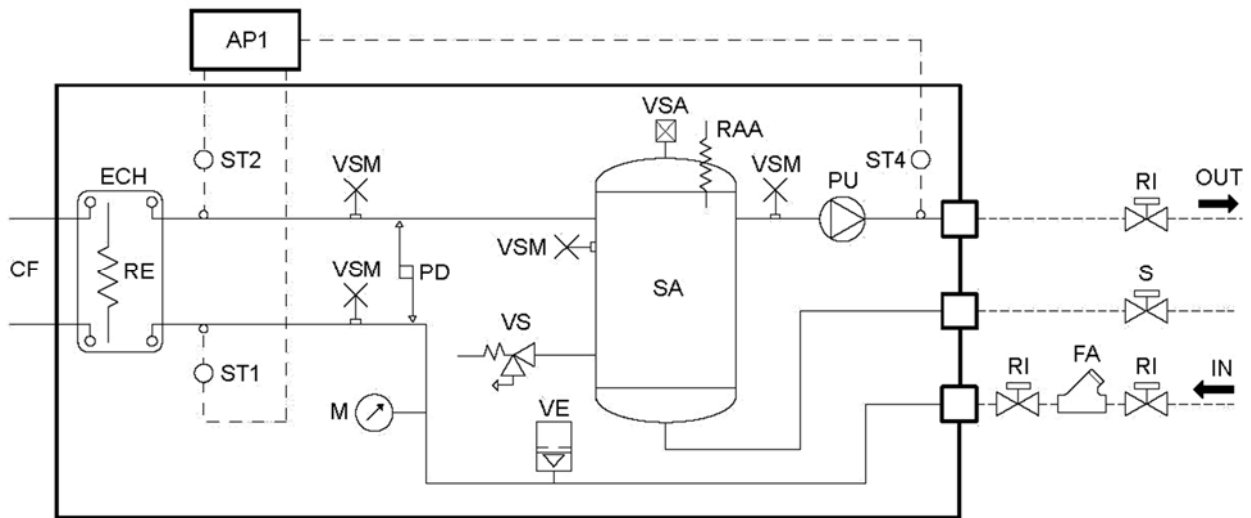 AP1
VSA
RAA
ST2
VSM
VSM
ST4
ECH
PU
RI
OUT
CF
RE
VSM
PD
VSM
SA
S
VS
ST1
RI
FA
RI
IN
M
VE